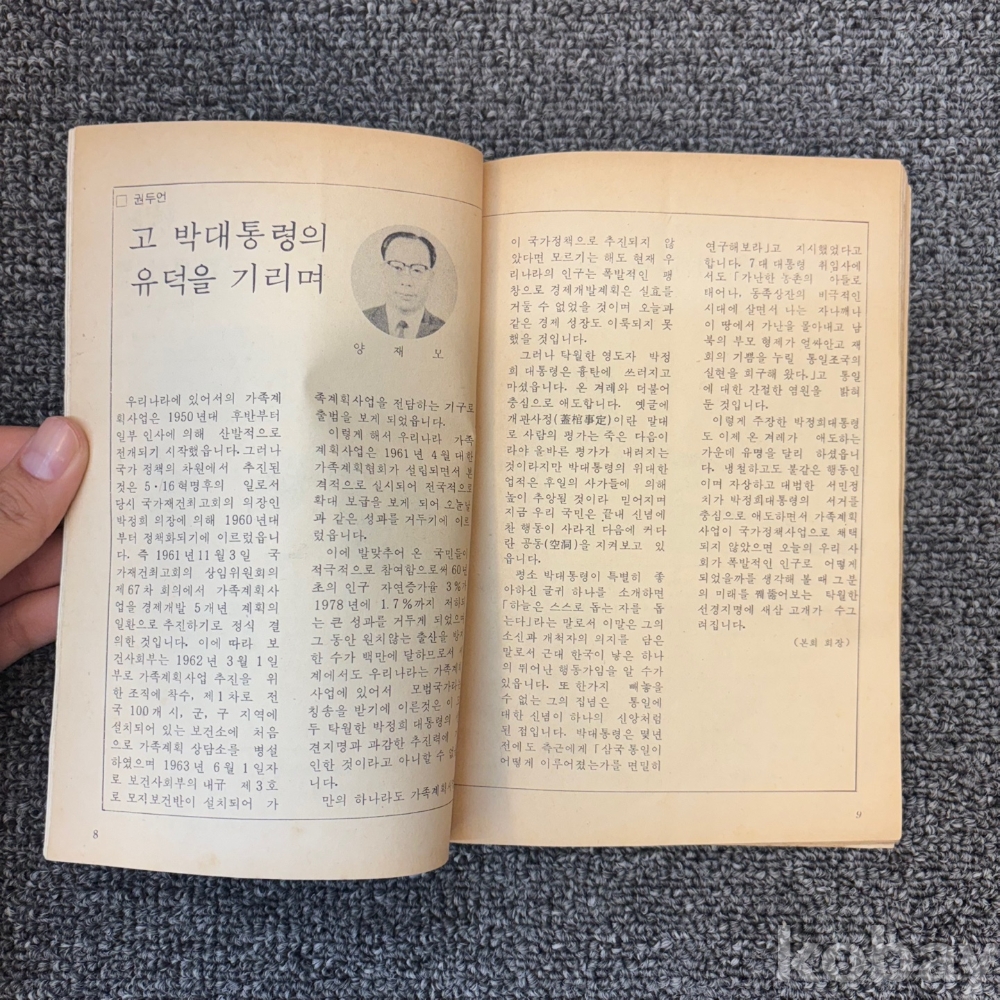 □ 권두언
고 박대통령의
유덕을 기리며
양 재 모
우리나라에 있어서의 가족계
획사업은 1950년대 후반부터
일부 인사에 의해 산발적으로
전개되기 시작했읍니다. 그러나
국가 정책의 차원에서 추진된
것은 5·16혁명후의 일로서
당시 국가재건최고회의 의장인
박정희 의장에 의해 1960년대
부터 정책화되기에 이르렀읍니
다. 즉 1961년 11월 3일 국
가재건최고회의 상임위원회의
제67차 회의에서 가족계획사
업을 경제개발 5개년 계획의
일환으로 추진하기로 정식 결
의한 것입니다. 이에 따라 보
건사회부는 1962년 3월 1일
부로 가족계획사업 추진을 위
한 조직에 착수, 제1차로 전
국 100개 시, 군, 구 지역에
설치되어 있는 보건소에 처음
으로 가족계획 상담소를 병설
하였으며 1963년 6월 1일자
로 보건사회부의 내규 제3호
로 모자보건반이 설치되어 가
족계획사업을 전담하는 기구로
출범을 보게 되었읍니다.
이렇게 해서 우리나라 가족
계획사업은 1961년 4월 대한
가족계획협회가 설립되면서 본
격적으로 실시되어 전국적으로
확대 보급을 보게 되어 오늘날
과 같은 성과를 거두기에 이르
렀읍니다.
이에 발맞추어 온 국민들이
적극적으로 참여함으로써 60년
초의 인구 자연증가율 3%가
1978년에 1.7%까지 저하되
는 큰 성과를 거두게 되었으며
그 동안 원치않는 출산을 방지
한 수가 백만에 달하므로서
계에서도 우리나라는 가족계획
사업에 있어서 모범국가라는
칭송을 받기에 이른것은 이
두 탁월한 박정희 대통령의
견지명과 과감한 추진력에
인한 것이라고 아니할 수 없
니다.
만의 하나라도 가족계획사
이 국가정책으로 추진되지 않
았다면 모르기는 해도 현재 우
리나라의 인구는 폭발적인 팽
창으로 경제개발계획은 실효를
거둘 수 없었을 것이며 오늘과
같은 경제 성장도 이룩되지 못
했을 것입니다.
그러나 탁월한 영도자 박정
희 대통령은 흉탄에 쓰러지고
마셨읍니다. 온 겨레와 더불어
충심으로 애도합니다. 옛글에
개관사정(蓋棺事定)이란 말대
로 사람의 평가는 죽은 다음이
라야 올바른 평가가 내려지는
것이라지만 박대통령의 위대한
업적은 후일의 사가들에 의해
높이 추앙될 것이라 믿어지며
지금 우리 국민은 끝내 신념에
찬 행동이 사라진 다음에 커다
란 공동(空洞)을 지켜보고 있
읍니다.
평소 박대통령이 특별히 좋
아하신 글귀 하나를 소개하면
「하늘은 스스로 돕는 자를 돕
는다」라는 말로서 이말은 그의
소신과 개척자의 의지를 담은
말로서 근대 한국이 낳은 하나
의 뛰어난 행동가임을 알 수가
있읍니다. 또 한가지 빼놓을
수 없는 그의 집념은 통일에
대한 신념이 하나의 신앙처럼
된 점입니다. 박대통령은 몇년
전에도 측근에게 「삼국통일이
어떻게 이루어졌는가를 면밀히
연구해보라」고 지시했었다고
합니다. 7대 대통령 취임사에
서도 「가난한 농촌의 아들로
태어나, 동족상잔의 비극적인
시대에 살면서 나는 자나깨나
이 땅에서 가난을 몰아내고 남
북의 부모 형제가 얼싸안고 재
회의 기쁨을 누릴 통일조국의
실현을 희구해 왔다.」고 통일
에 대한 간절한 염원을 밝혀
둔 것입니다.
이렇게 주장한 박정희대통령
도 이제 온 겨레가 애도하는
가운데 유명을 달리 하셨읍니
다. 냉철하고도 불같은 행동인
이며 자상하고 대범한 서민정
치가 박정희대통령의 서거를
충심으로 애도하면서 가족계획
사업이 국가정책사업으로 채택
되지 않았으면 오늘의 우리 사
회가 폭발적인 인구로 어떻게
되었을까를 생각해 볼 때 그분
의 미래를 꿰뚫어보는 탁월한
선경지명에 새삼 고개가 수그
러집니다.
(본회 회장)
8
9
kobay